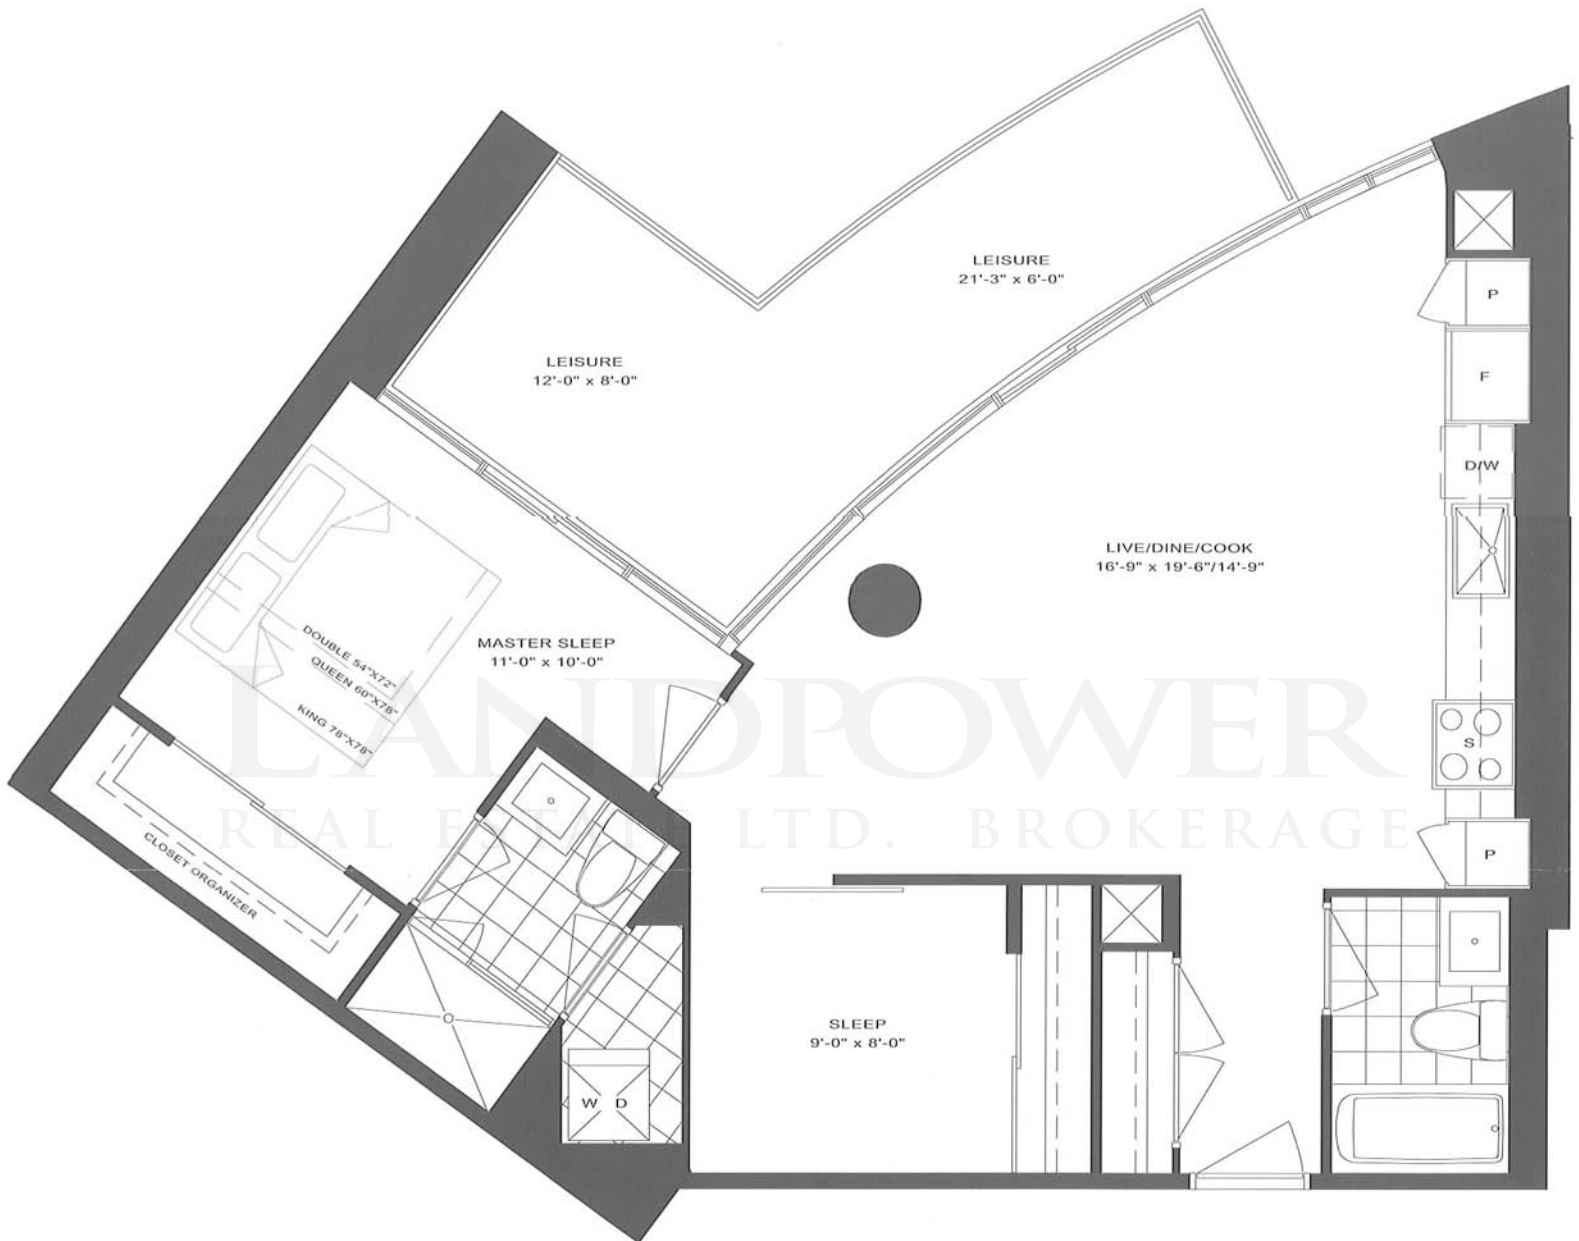 LEISURE
21'-3" x 6'-0"
P
LEISURE
12'-0" x 8'-0"
F
D/W
LIVE/DINE/COOK
16'-9" x 19'-6"/14'-9"
MASTER SLEEP
11'-0" x 10'-0"
DOUBLE 54"X72"
QUEEN 60"X78"
KING 78"X78"
S
LANDPOWER
REAL ESTATE LTD. BROKERAGE
P
CLOSET ORGANIZER
SLEEP
9'-0" x 8'-0"
W D